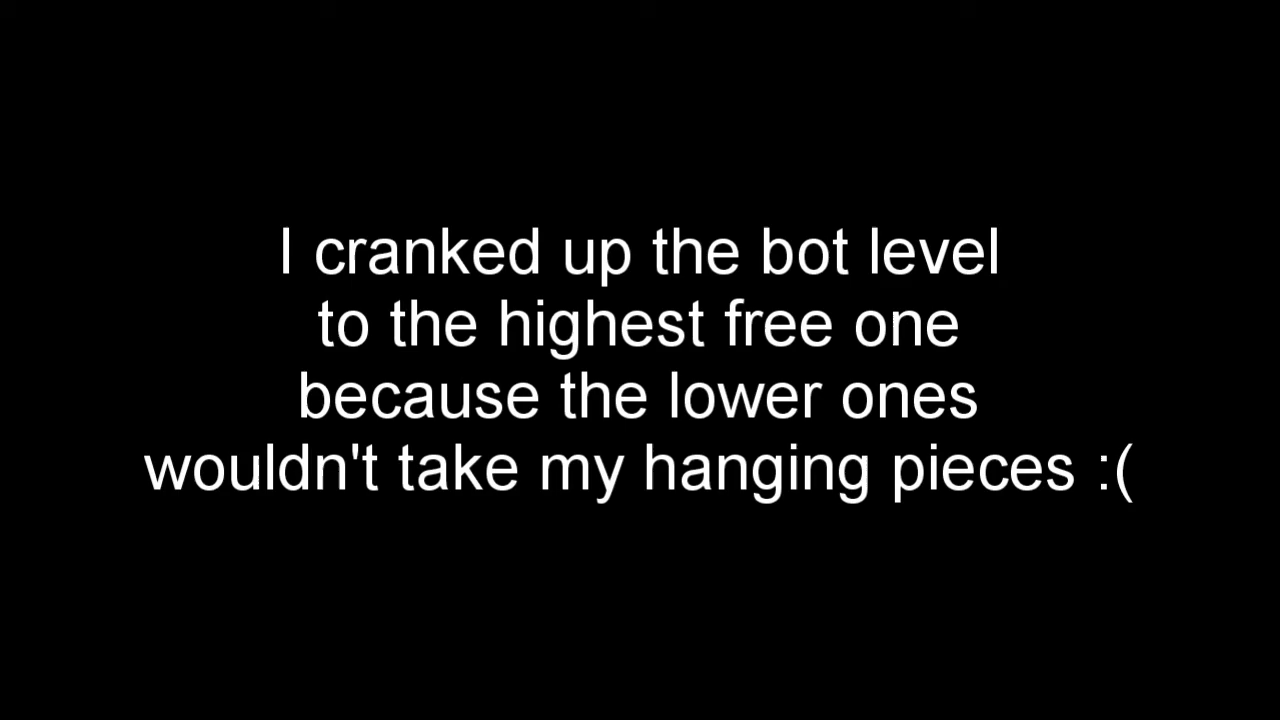 I cranked up the bot level
to the highest free one
because the lower ones
wouldn't take my hanging pieces :(